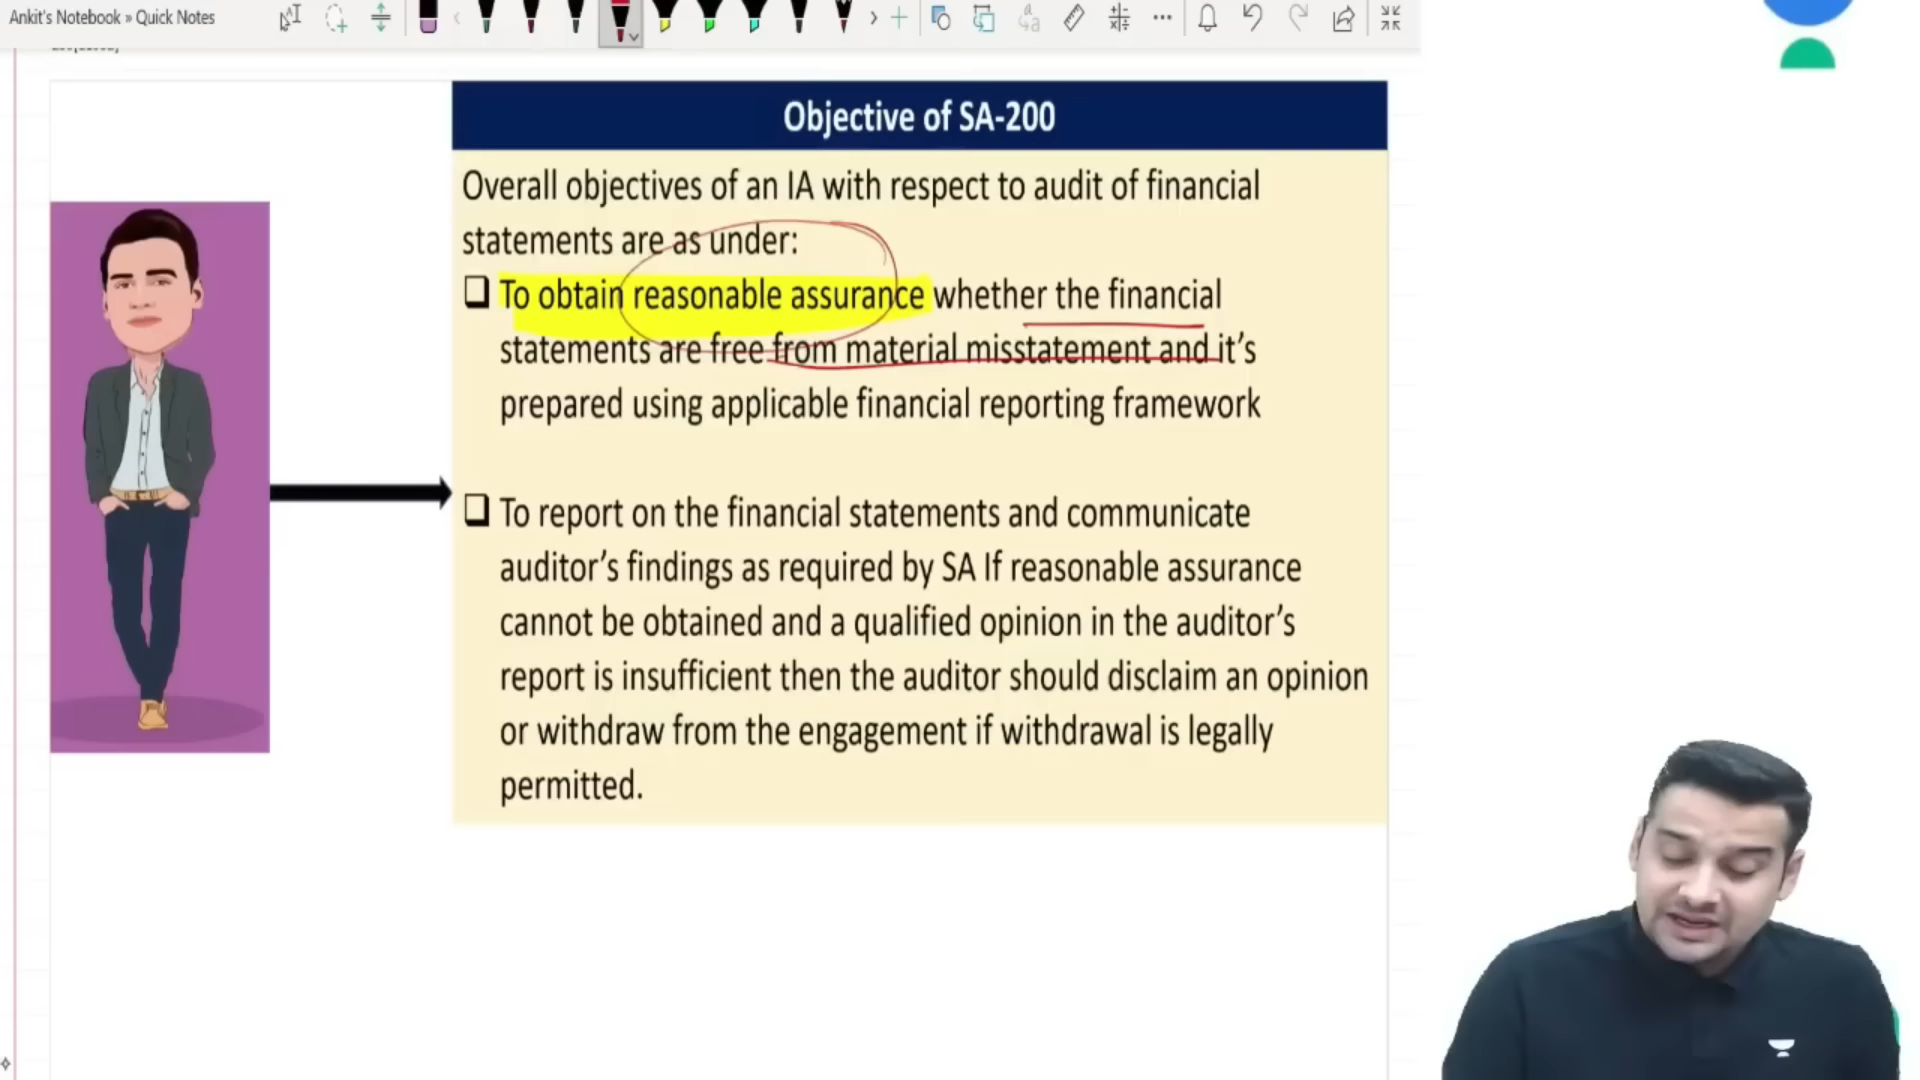 Ankit's Notebook » Quick Notes
Objective of SA-200
Overall objectives of an IA with respect to audit of financial
statements are as under:
To obtain reasonable assurance whether the financial
statements are free from material misstatement and it’s
prepared using applicable financial reporting framework
To report on the financial statements and communicate
auditor’s findings as required by SA If reasonable assurance
cannot be obtained and a qualified opinion in the auditor’s
report is insufficient then the auditor should disclaim an opinion
or withdraw from the engagement if withdrawal is legally
permitted.